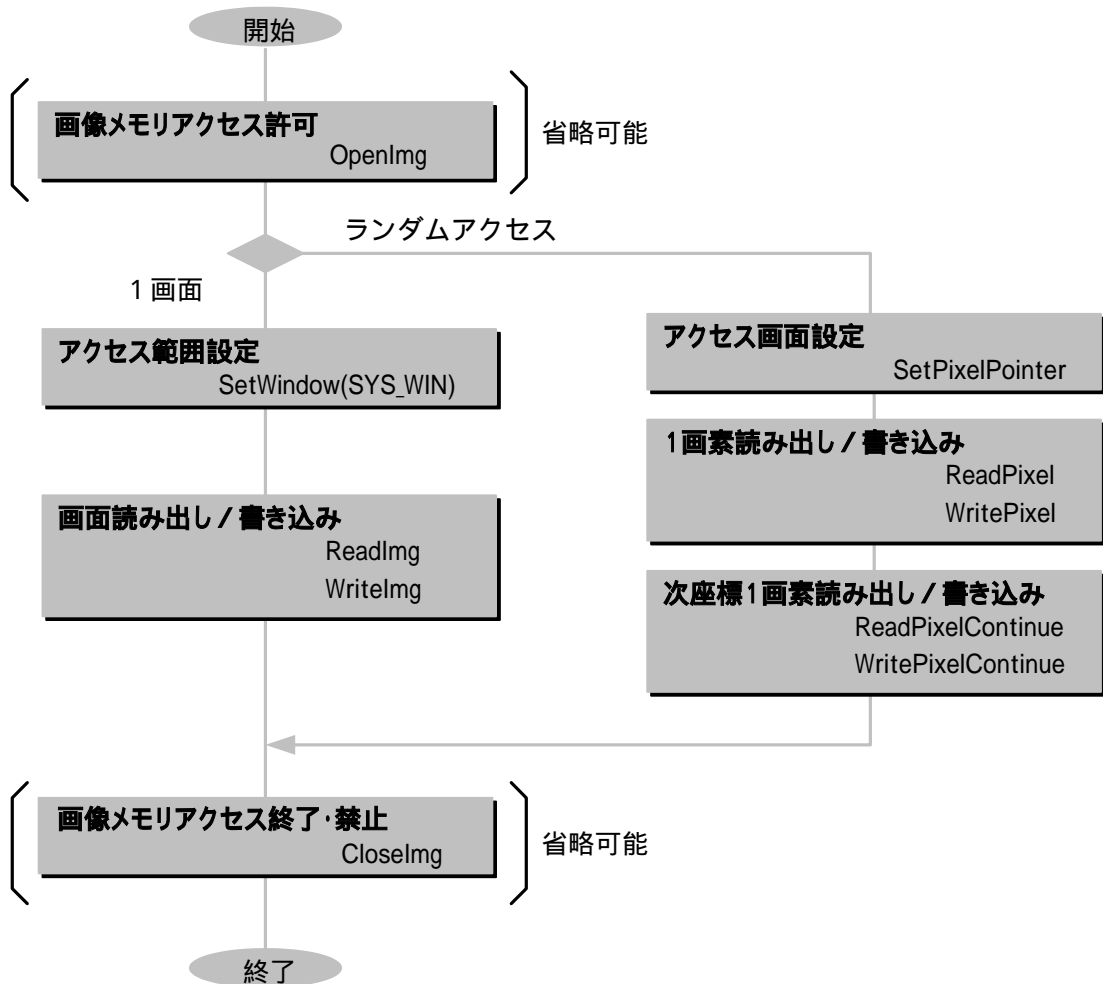 開始
画像メモリアクセス許可
OpenImg
省略可能
ランダムアクセス
1 画面
アクセス範囲設定
SetWindow(SYS_WIN)
画面読み出し / 書き込み
ReadImg
WriteImg
アクセス画面設定
SetPixelPointer
1画素読み出し / 書き込み
ReadPixel
WritePixel
次座標1画素読み出し / 書き込み
ReadPixelContinue
WritePixelContinue
画像メモリアクセス終了・禁止
CloseImg
省略可能
終了